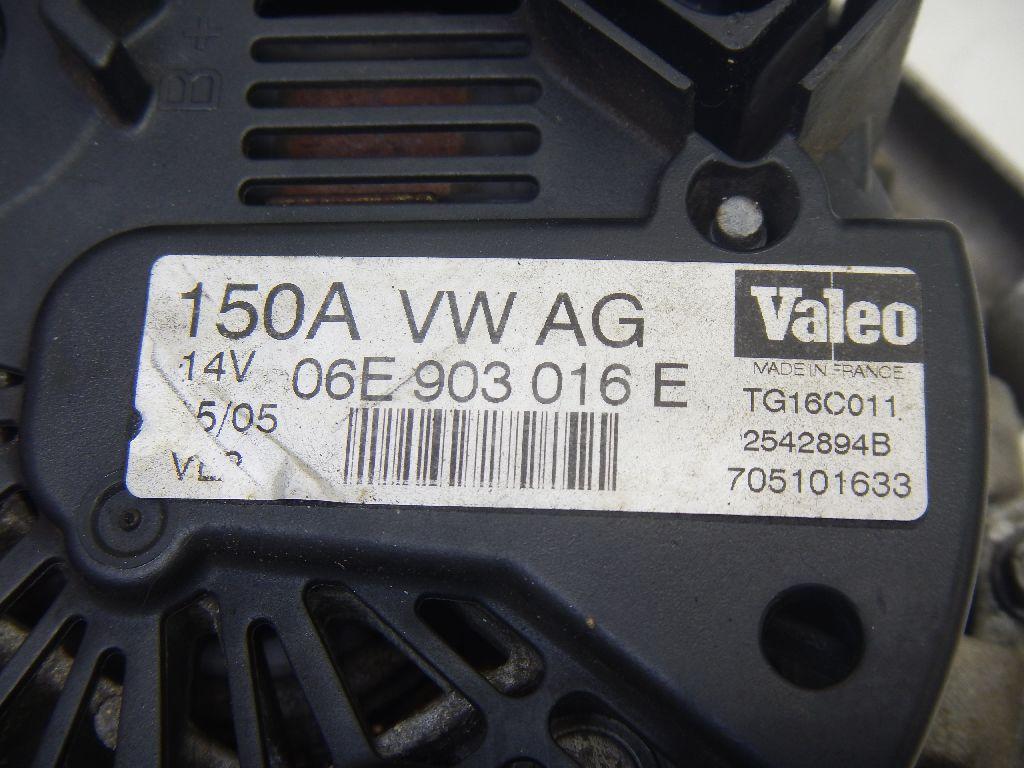 B+
150A VW AG
14V 06E 903 016 E
5/05
Valeo
MADE IN FRANCE
TG16C011
2542894B
705101633